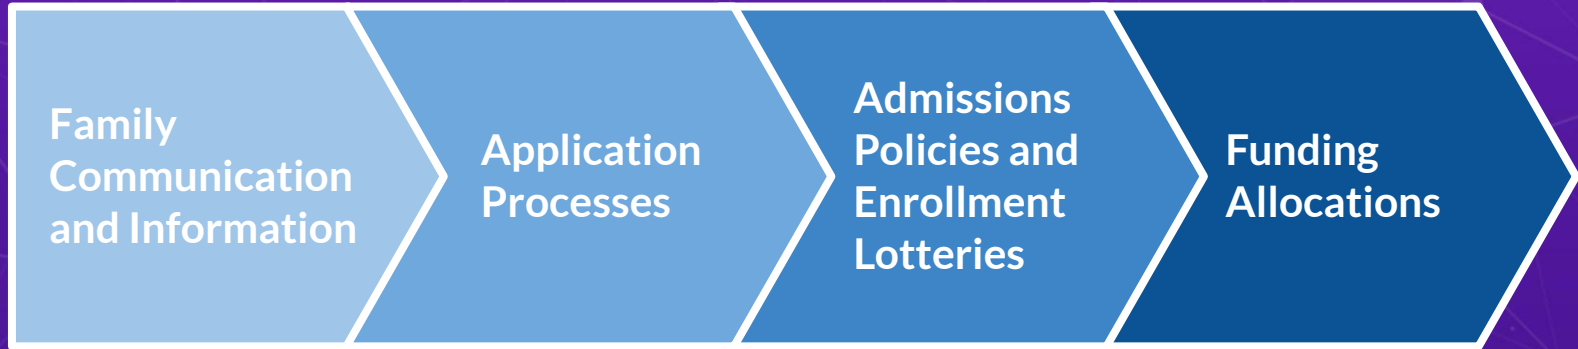 Family
Communication
and Information
Application
Processes
Admissions
Policies and
Enrollment
Lotteries
Funding
Allocations